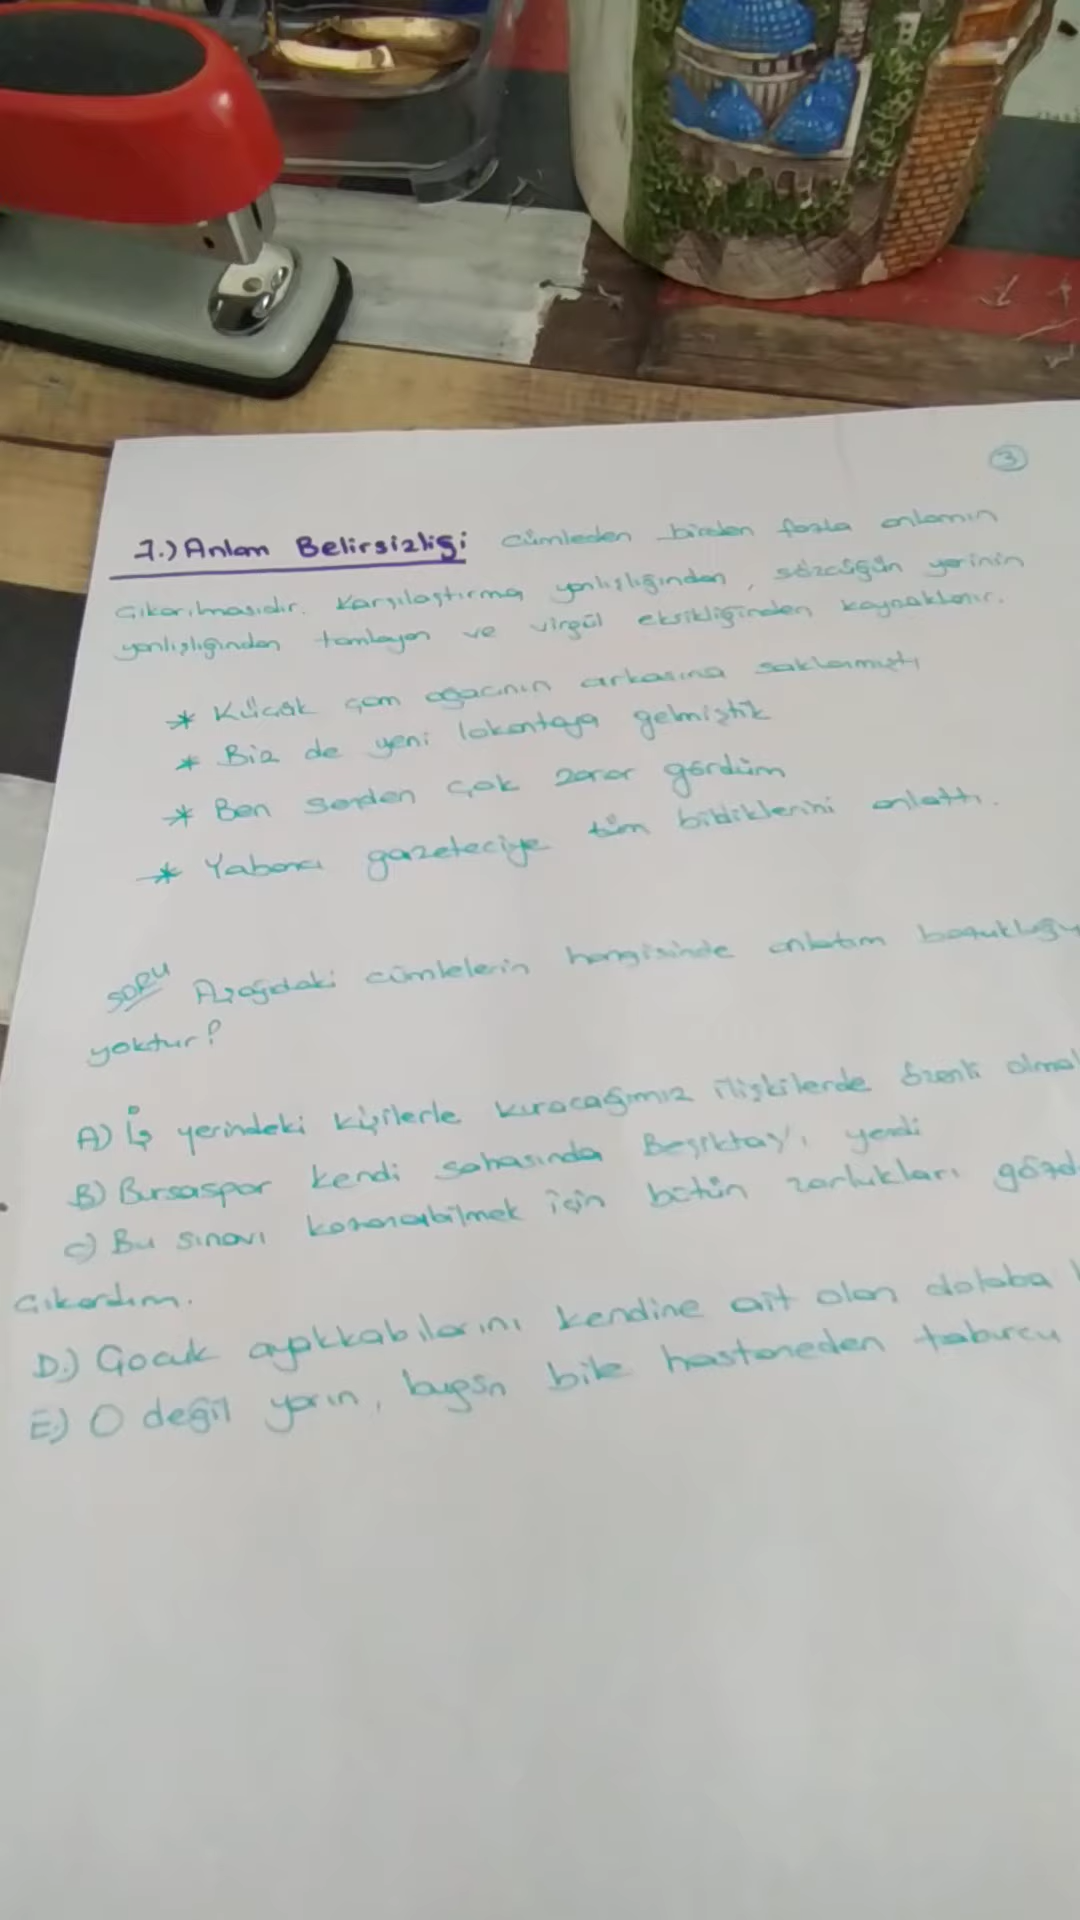 3
7.) Anlam Belirsizliği: cümleden birden fazla anlamın
çıkarılmasıdır. Karşılaştırma yanlışlığından, sözcüğün yerinin
yanlışlığından tamlayan ve virgül eksikliğinden kaynaklanır.
* Küçük çam ağacının arkasına saklanmıştı
* Biz de yeni lokantaya gelmiştik
* Ben senden çok zarar gördüm
* Yabancı gazeteciye tüm bildiklerini anlattı.
SORU Aşağıdaki cümlelerin hangisinde anlatım bozukluğu
yoktur?
A) İş yerindeki kişilerle kuracağımız ilişkilerde özenli olmal
B) Bursaspor kendi sahasında Beşiktaş'ı yendi
C) Bu sınavı kazanabilmek için bütün zorlukları göze
çıkardım.
D.) Çocuk ayakkabılarını kendine ait olan dolaba
E.) O değil yarın, bugün bile hastaneden taburcu